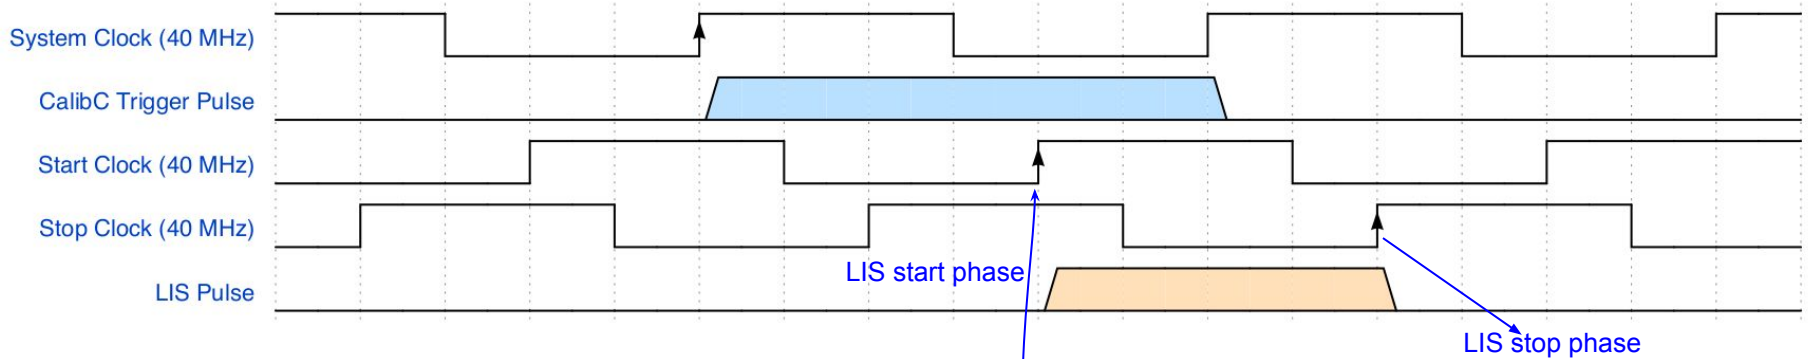 System Clock (40 MHz)
CalibC Trigger Pulse
Start Clock (40 MHz)
Stop Clock (40 MHz)
LIS start phase
LIS Pulse
LIS stop phase